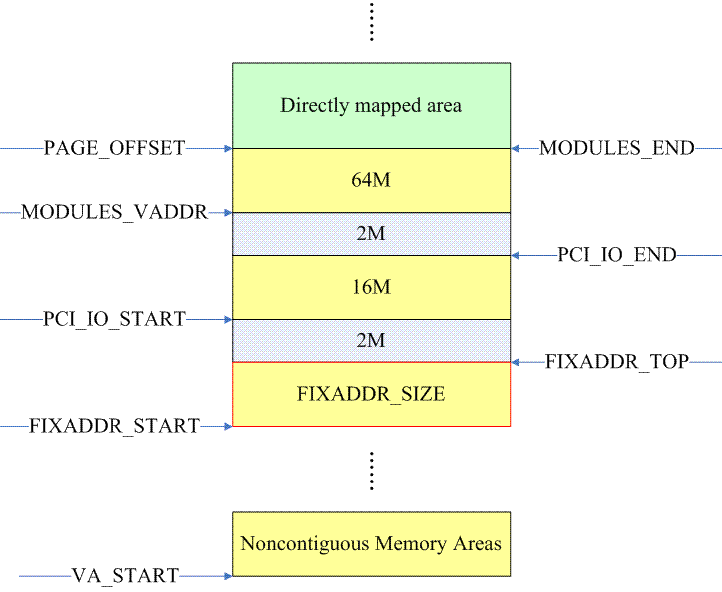 Directly mapped area
PAGE_OFFSET
MODULES_END
64M
MODULES_VADDR
2M
PCI_IO_END
16M
PCI_IO_START
2M
FIXADDR_TOP
FIXADDR_SIZE
FIXADDR_START
Noncontiguous Memory Areas
VA_START